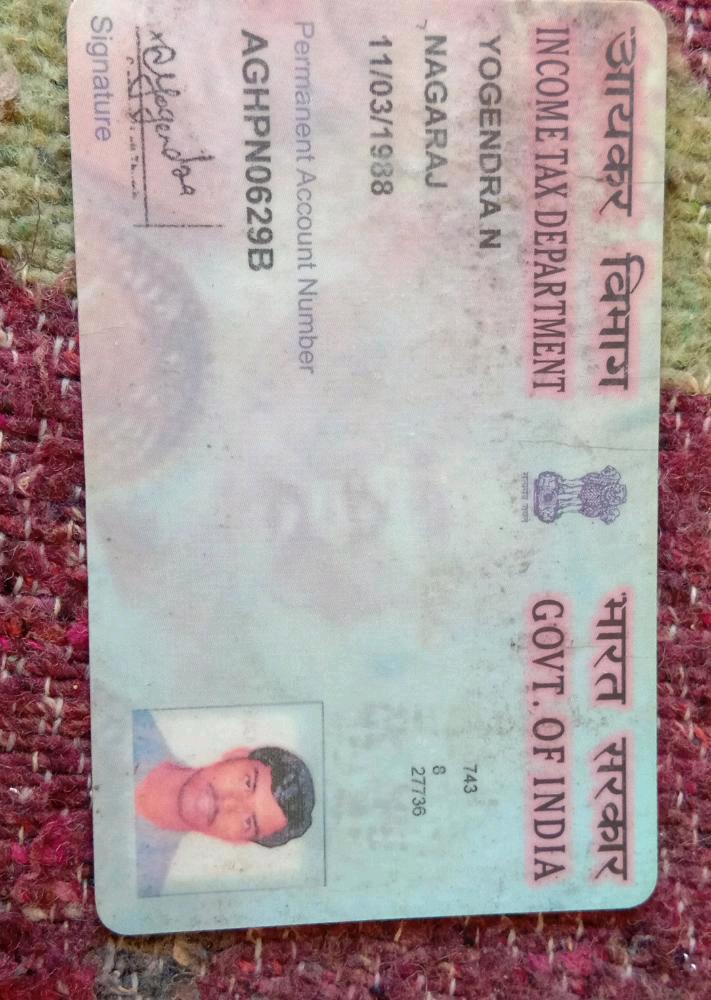 आयकर विभाग
INCOME TAX DEPARTMENT
भारत सरकार
GOVT. OF INDIA
YOGENDRA N
NAGARAJ
11/03/1988
Permanent Account Number
AGHPN0629B
Signature
743
8
27736